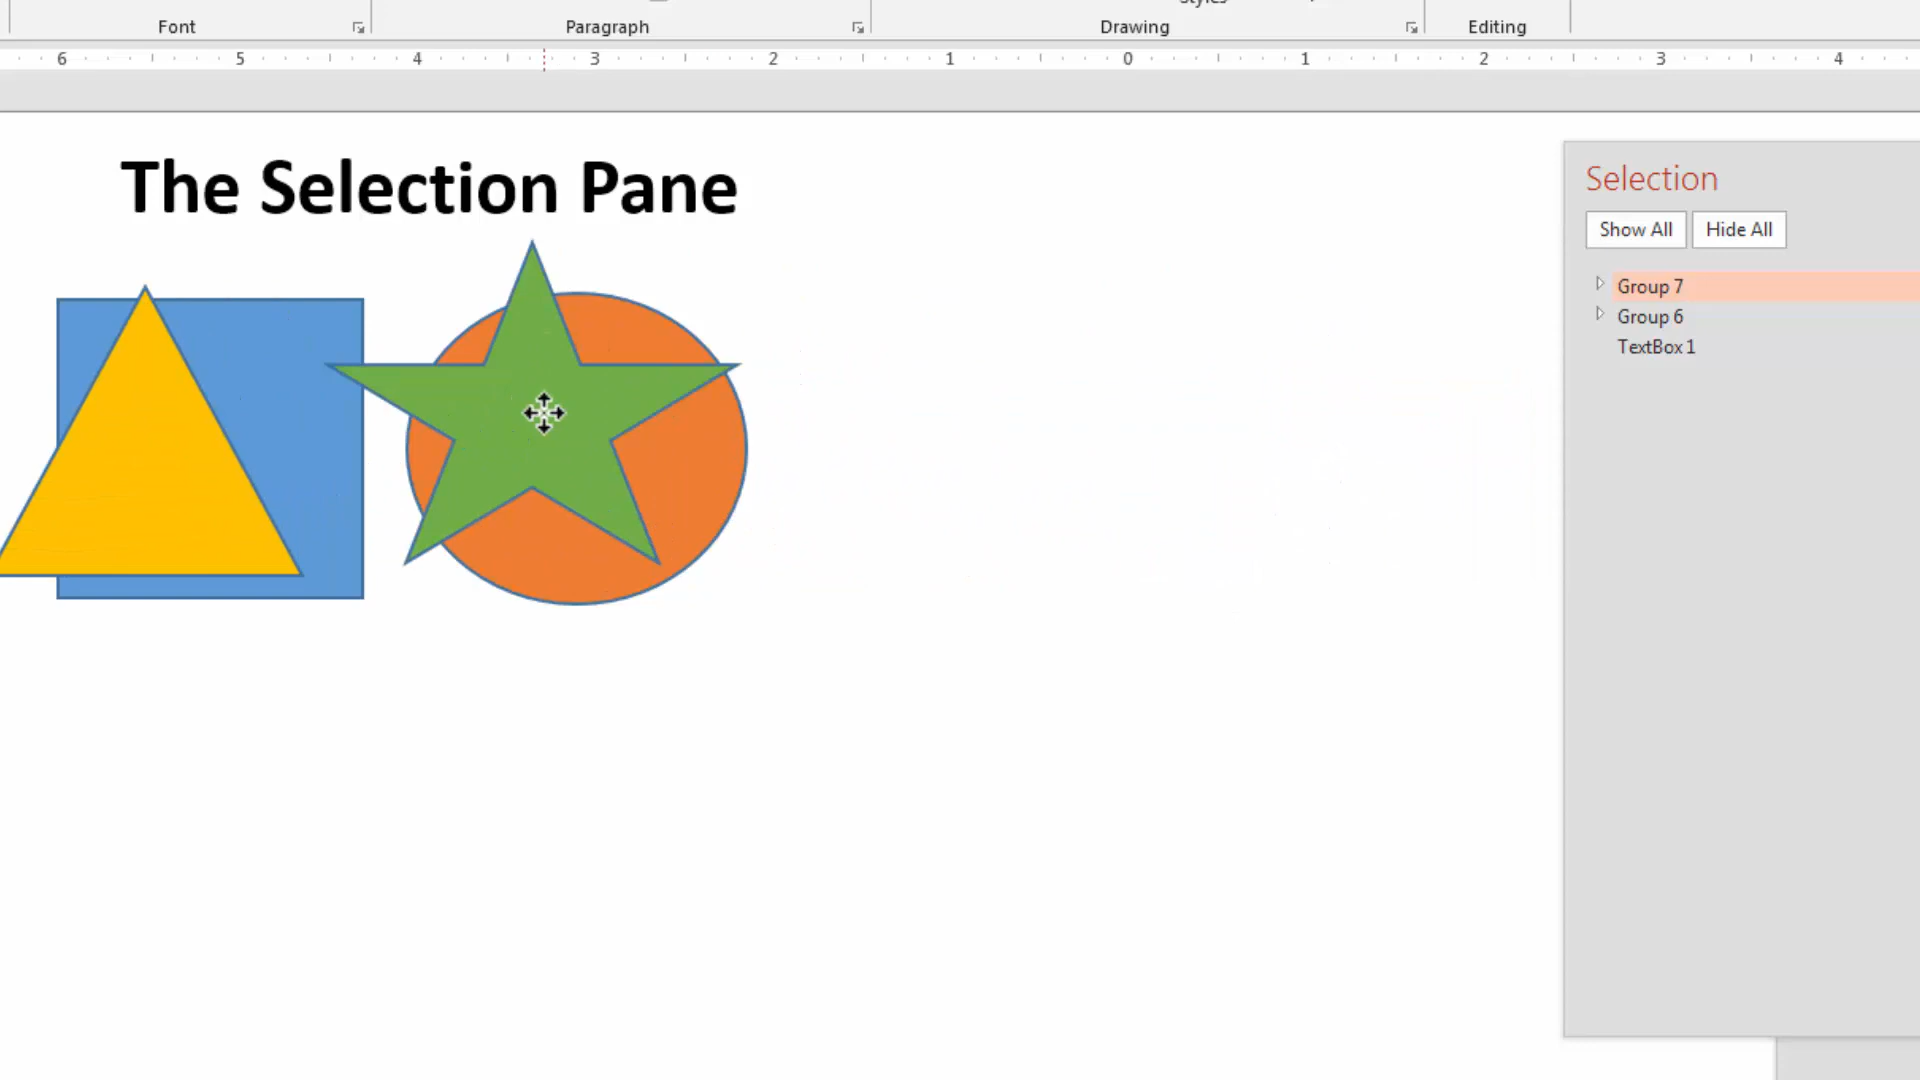 Styles
Font Paragraph Drawing Editing
6 5 4 3 2 1 0 1 2 3 4
The Selection Pane
Selection
Show All Hide All
Group 7
Group 6
TextBox 1